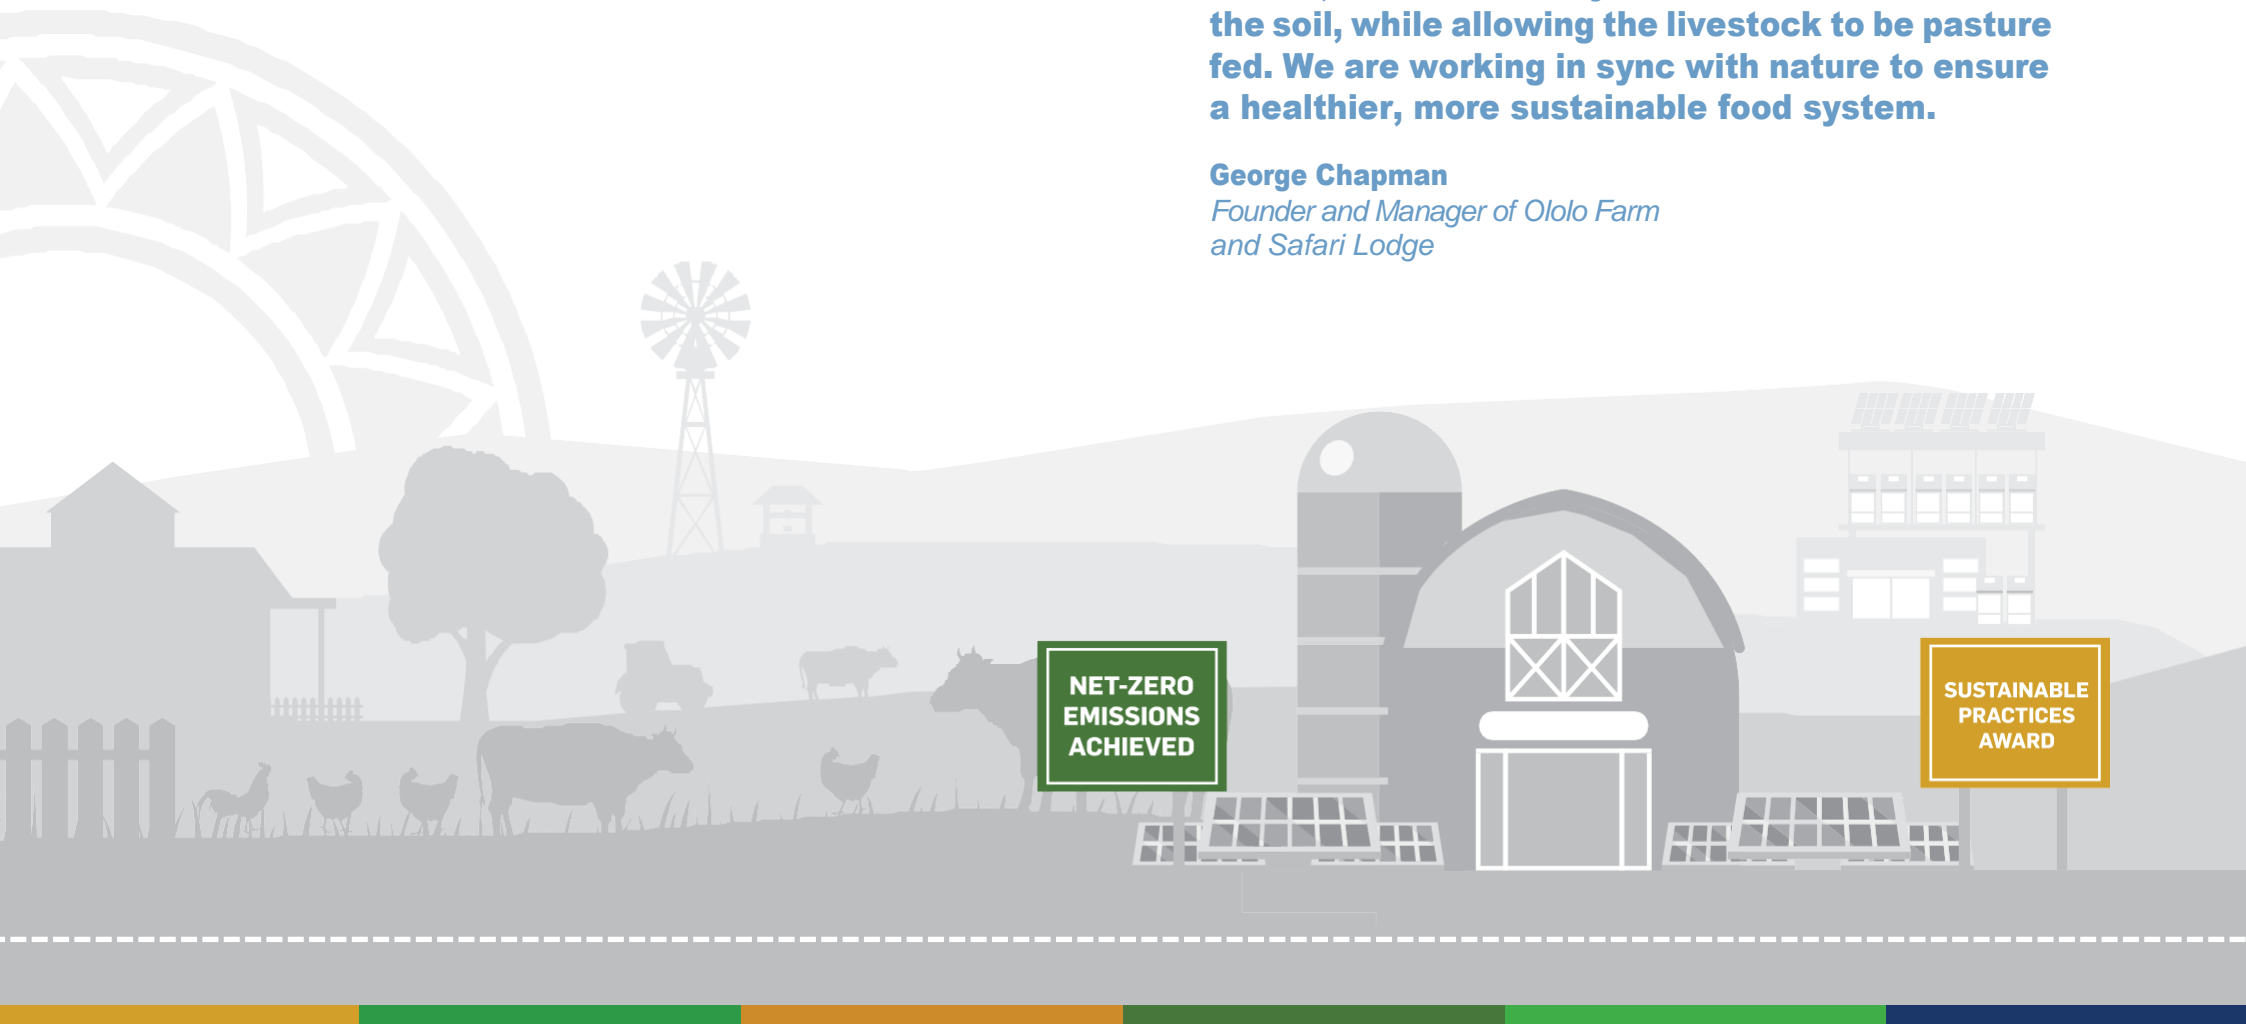 the soil, while allowing the livestock to be pasture
fed. We are working in sync with nature to ensure
a healthier, more sustainable food system.
George Chapman
Founder and Manager of Ololo Farm
and Safari Lodge
NET-ZERO
EMISSIONS
ACHIEVED
SUSTAINABLE
PRACTICES
AWARD